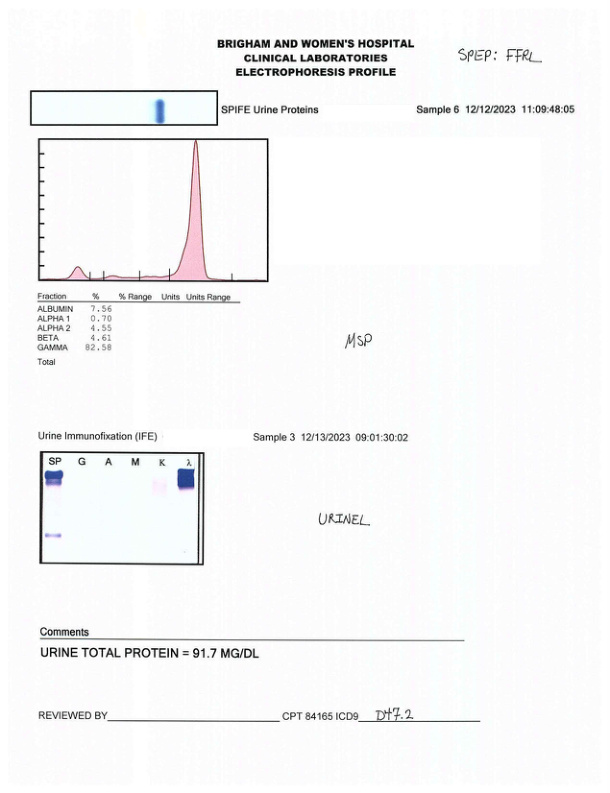 BRIGHAM AND WOMEN'S HOSPITAL
CLINICAL LABORATORIES
ELECTROPHORESIS PROFILE
SPEP: FFRL
SPIFE Urine Proteins Sample 6 12/12/2023 11:09:48:05
Fraction % % Range Units Units Range
ALBUMIN 7.56
ALPHA 1 0.70
ALPHA 2 4.55
BETA 4.61
GAMMA 82.58
Total
MSP
Urine Immunofixation (IFE) Sample 3 12/13/2023 09:01:30:02
SP G A M K λ
URINEL
Comments
URINE TOTAL PROTEIN = 91.7 MG/DL
REVIEWED BY CPT 84165 ICD9 D47.2